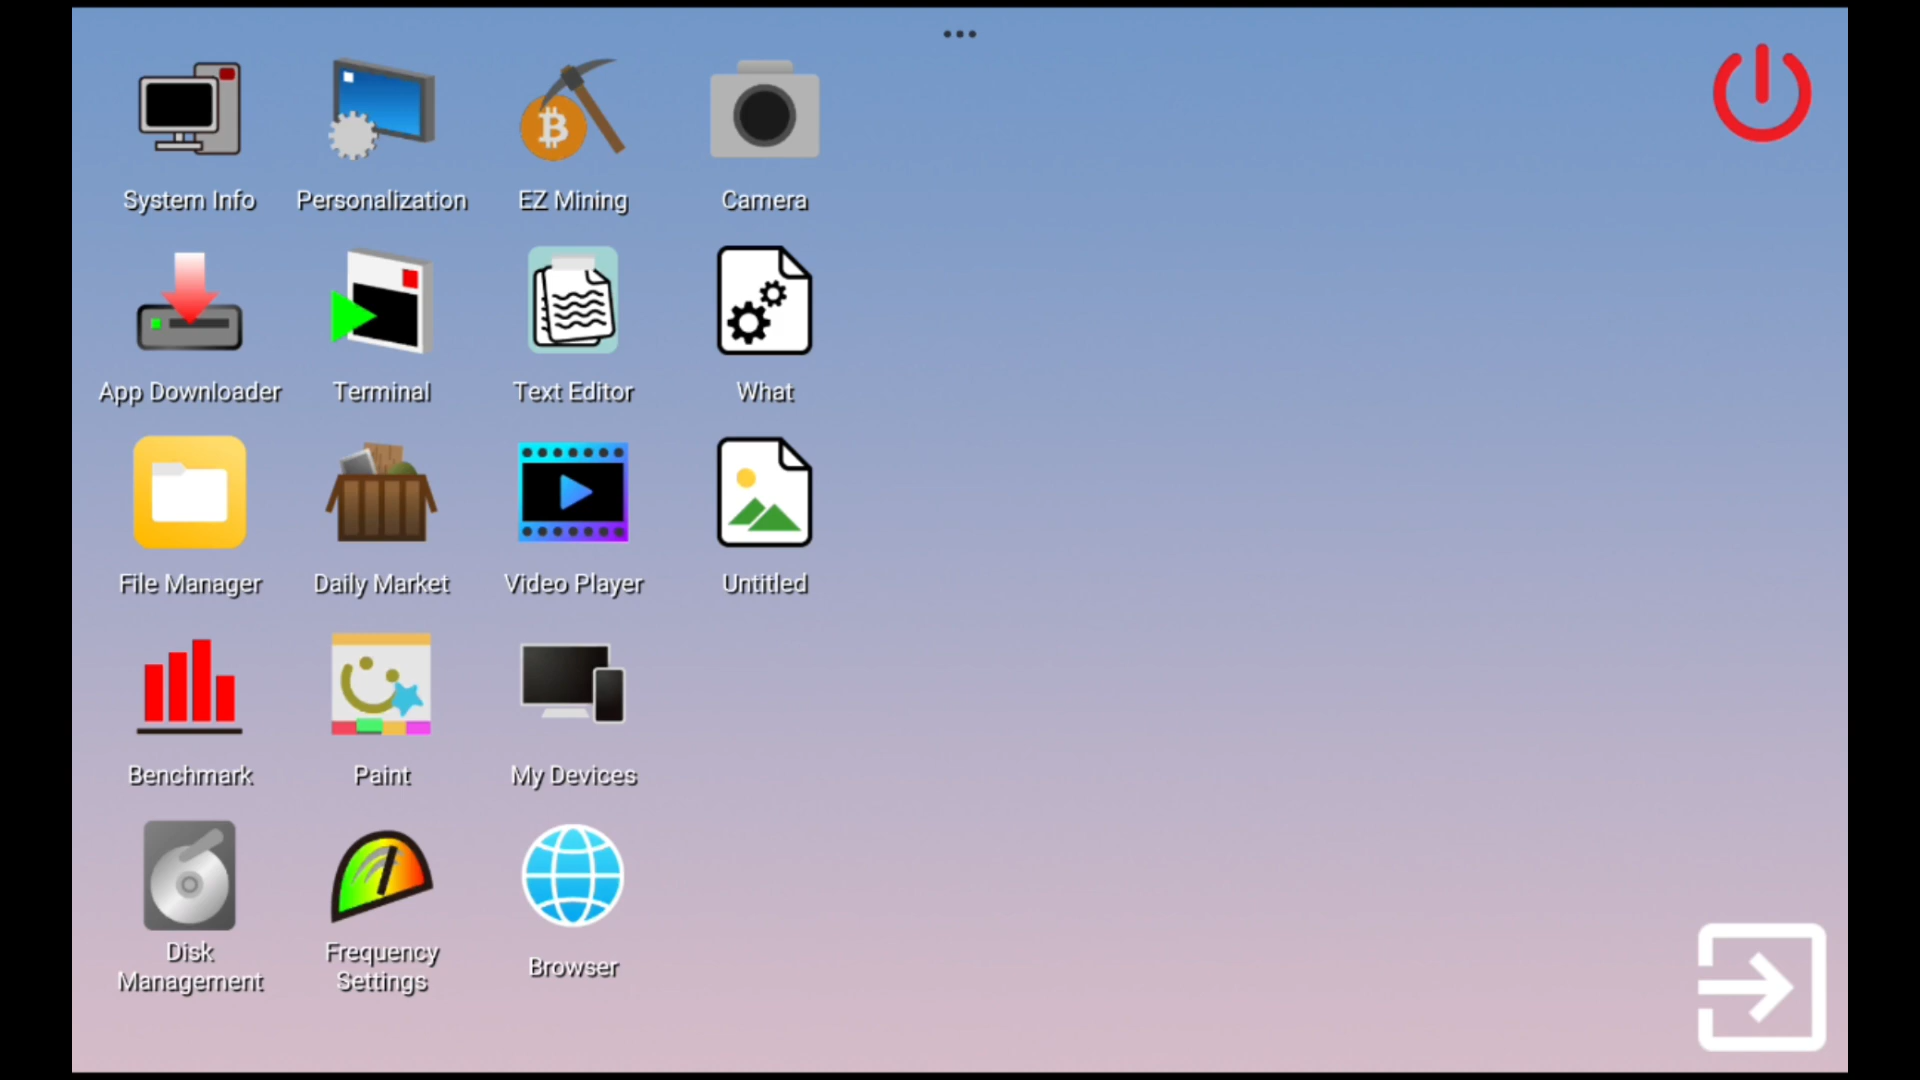 System Info
Personalization
EZ Mining
Camera
App Downloader
Terminal
Text Editor
What
File Manager
Daily Market
Video Player
Untitled
Benchmark
Paint
My Devices
Disk
Management
Frequency
Settings
Browser